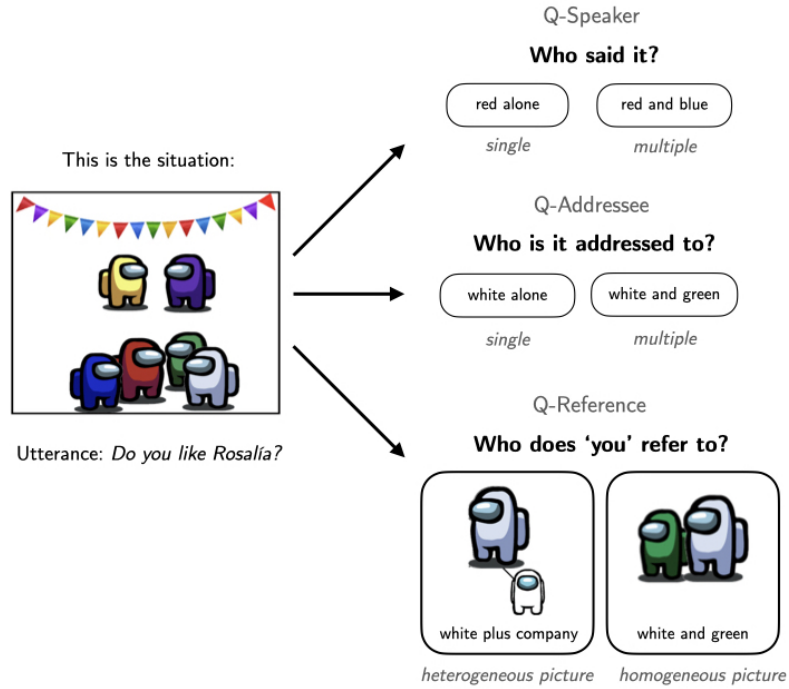 This is the situation:
Utterance: Do you like Rosalía?
Q-Speaker
Who said it?
red alone
red and blue
single
multiple
Q-Addressee
Who is it addressed to?
white alone
white and green
single
multiple
Q-Reference
Who does ‘you’ refer to?
white plus company
white and green
heterogeneous picture
homogeneous picture